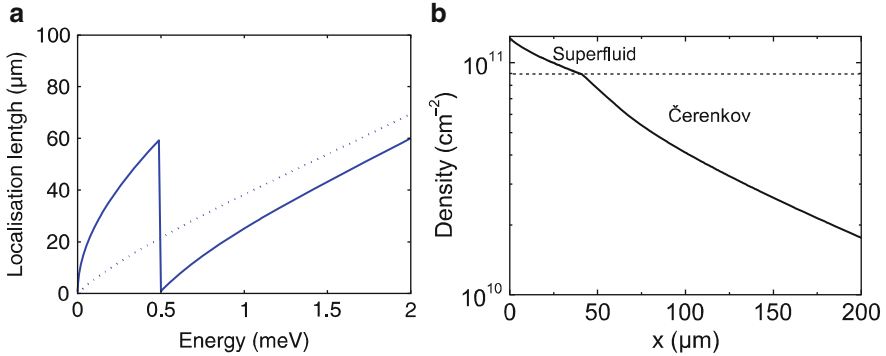 a
Localisation lentgh (μm)
100
80
60
40
20
0
0
0.5
1
1.5
2
Energy (meV)
b
Density (cm⁻²)
10¹¹
10¹⁰
Superfluid
Čerenkov
0
50
100
150
200
x (μm)